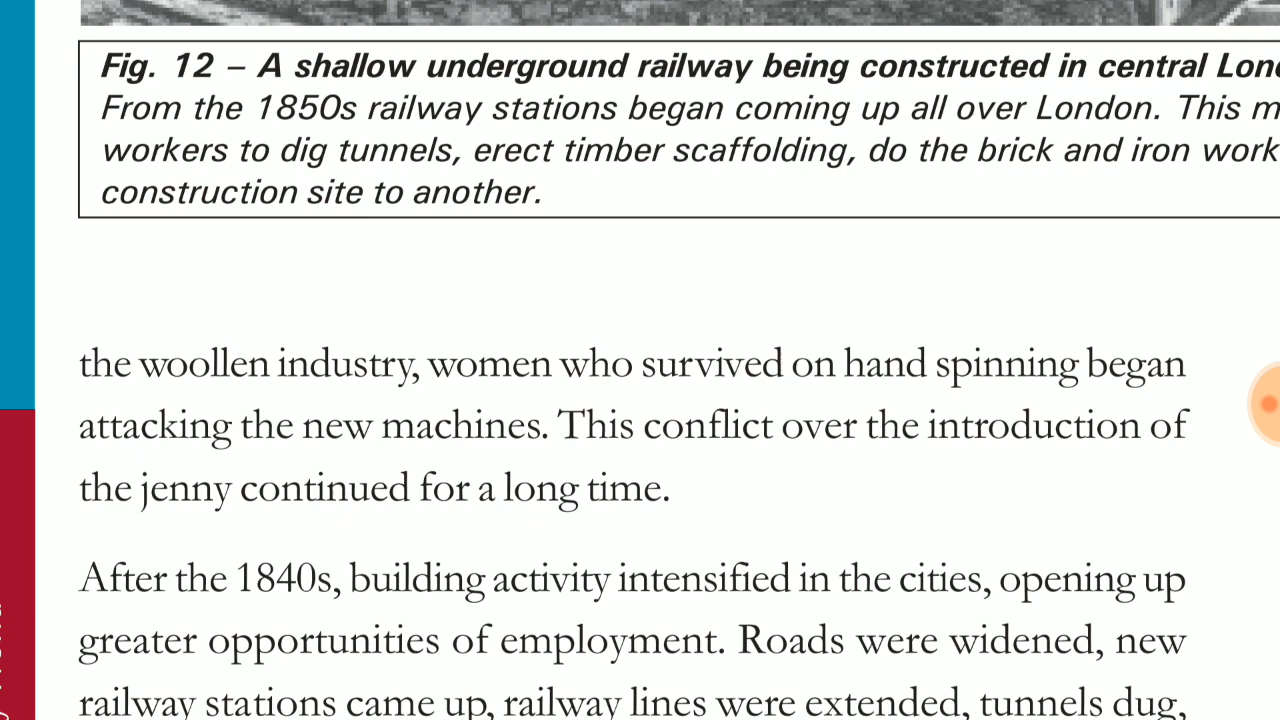 Fig. 12 – A shallow underground railway being constructed in central
From the 1850s railway stations began coming up all over London. This
workers to dig tunnels, erect timber scaffolding, do the brick and iron work
construction site to another.
the woollen industry, women who survived on hand spinning began
attacking the new machines. This conflict over the introduction of
the jenny continued for a long time.
After the 1840s, building activity intensified in the cities, opening up
greater opportunities of employment. Roads were widened, new
railway stations came up, railway lines were extended, tunnels dug,